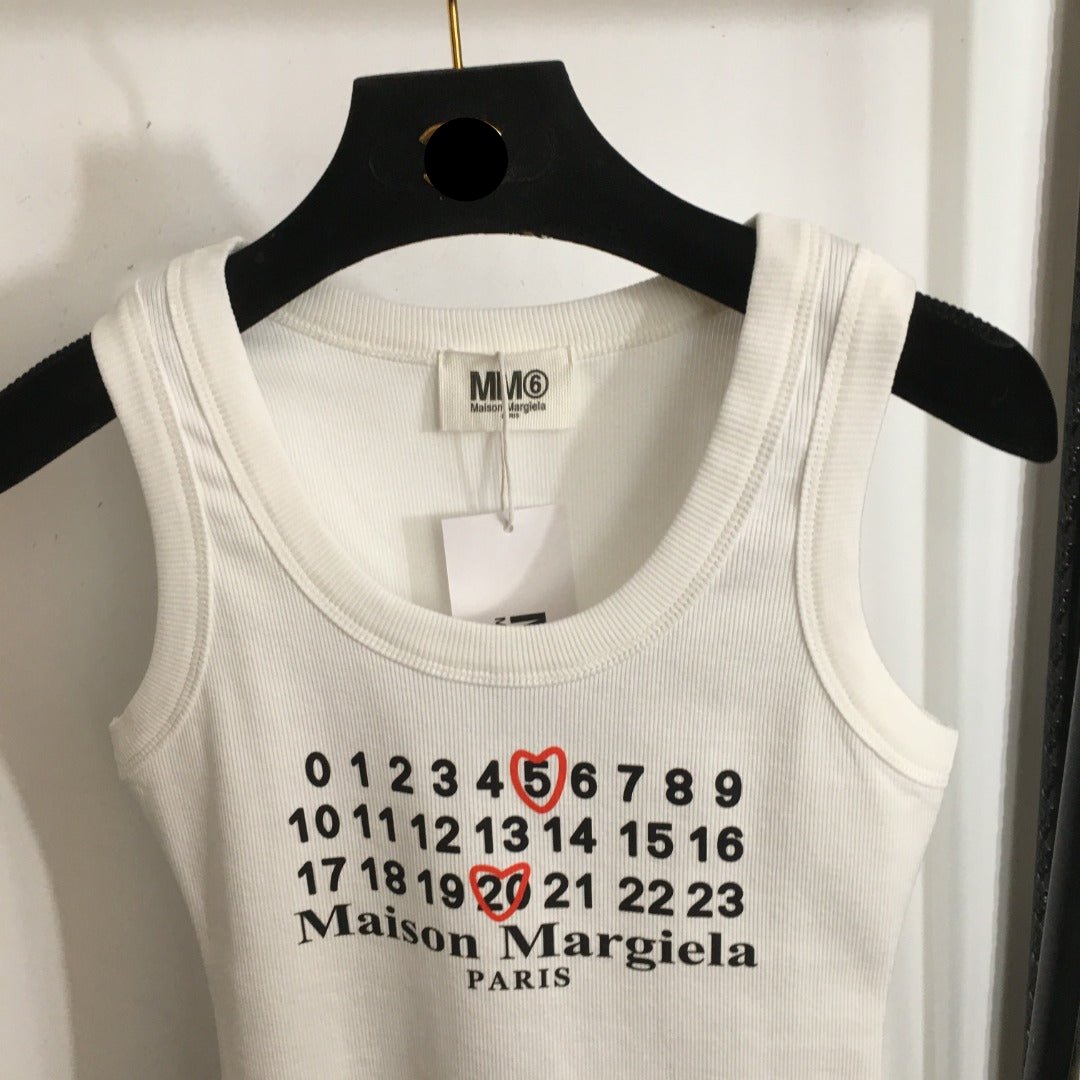 MM⑥
Maison Margiela
PARIS
0 1 2 3 4 5 6 7 8 9
10 11 12 13 14 15 16
17 18 19 20 21 22 23
Maison Margiela
PARIS